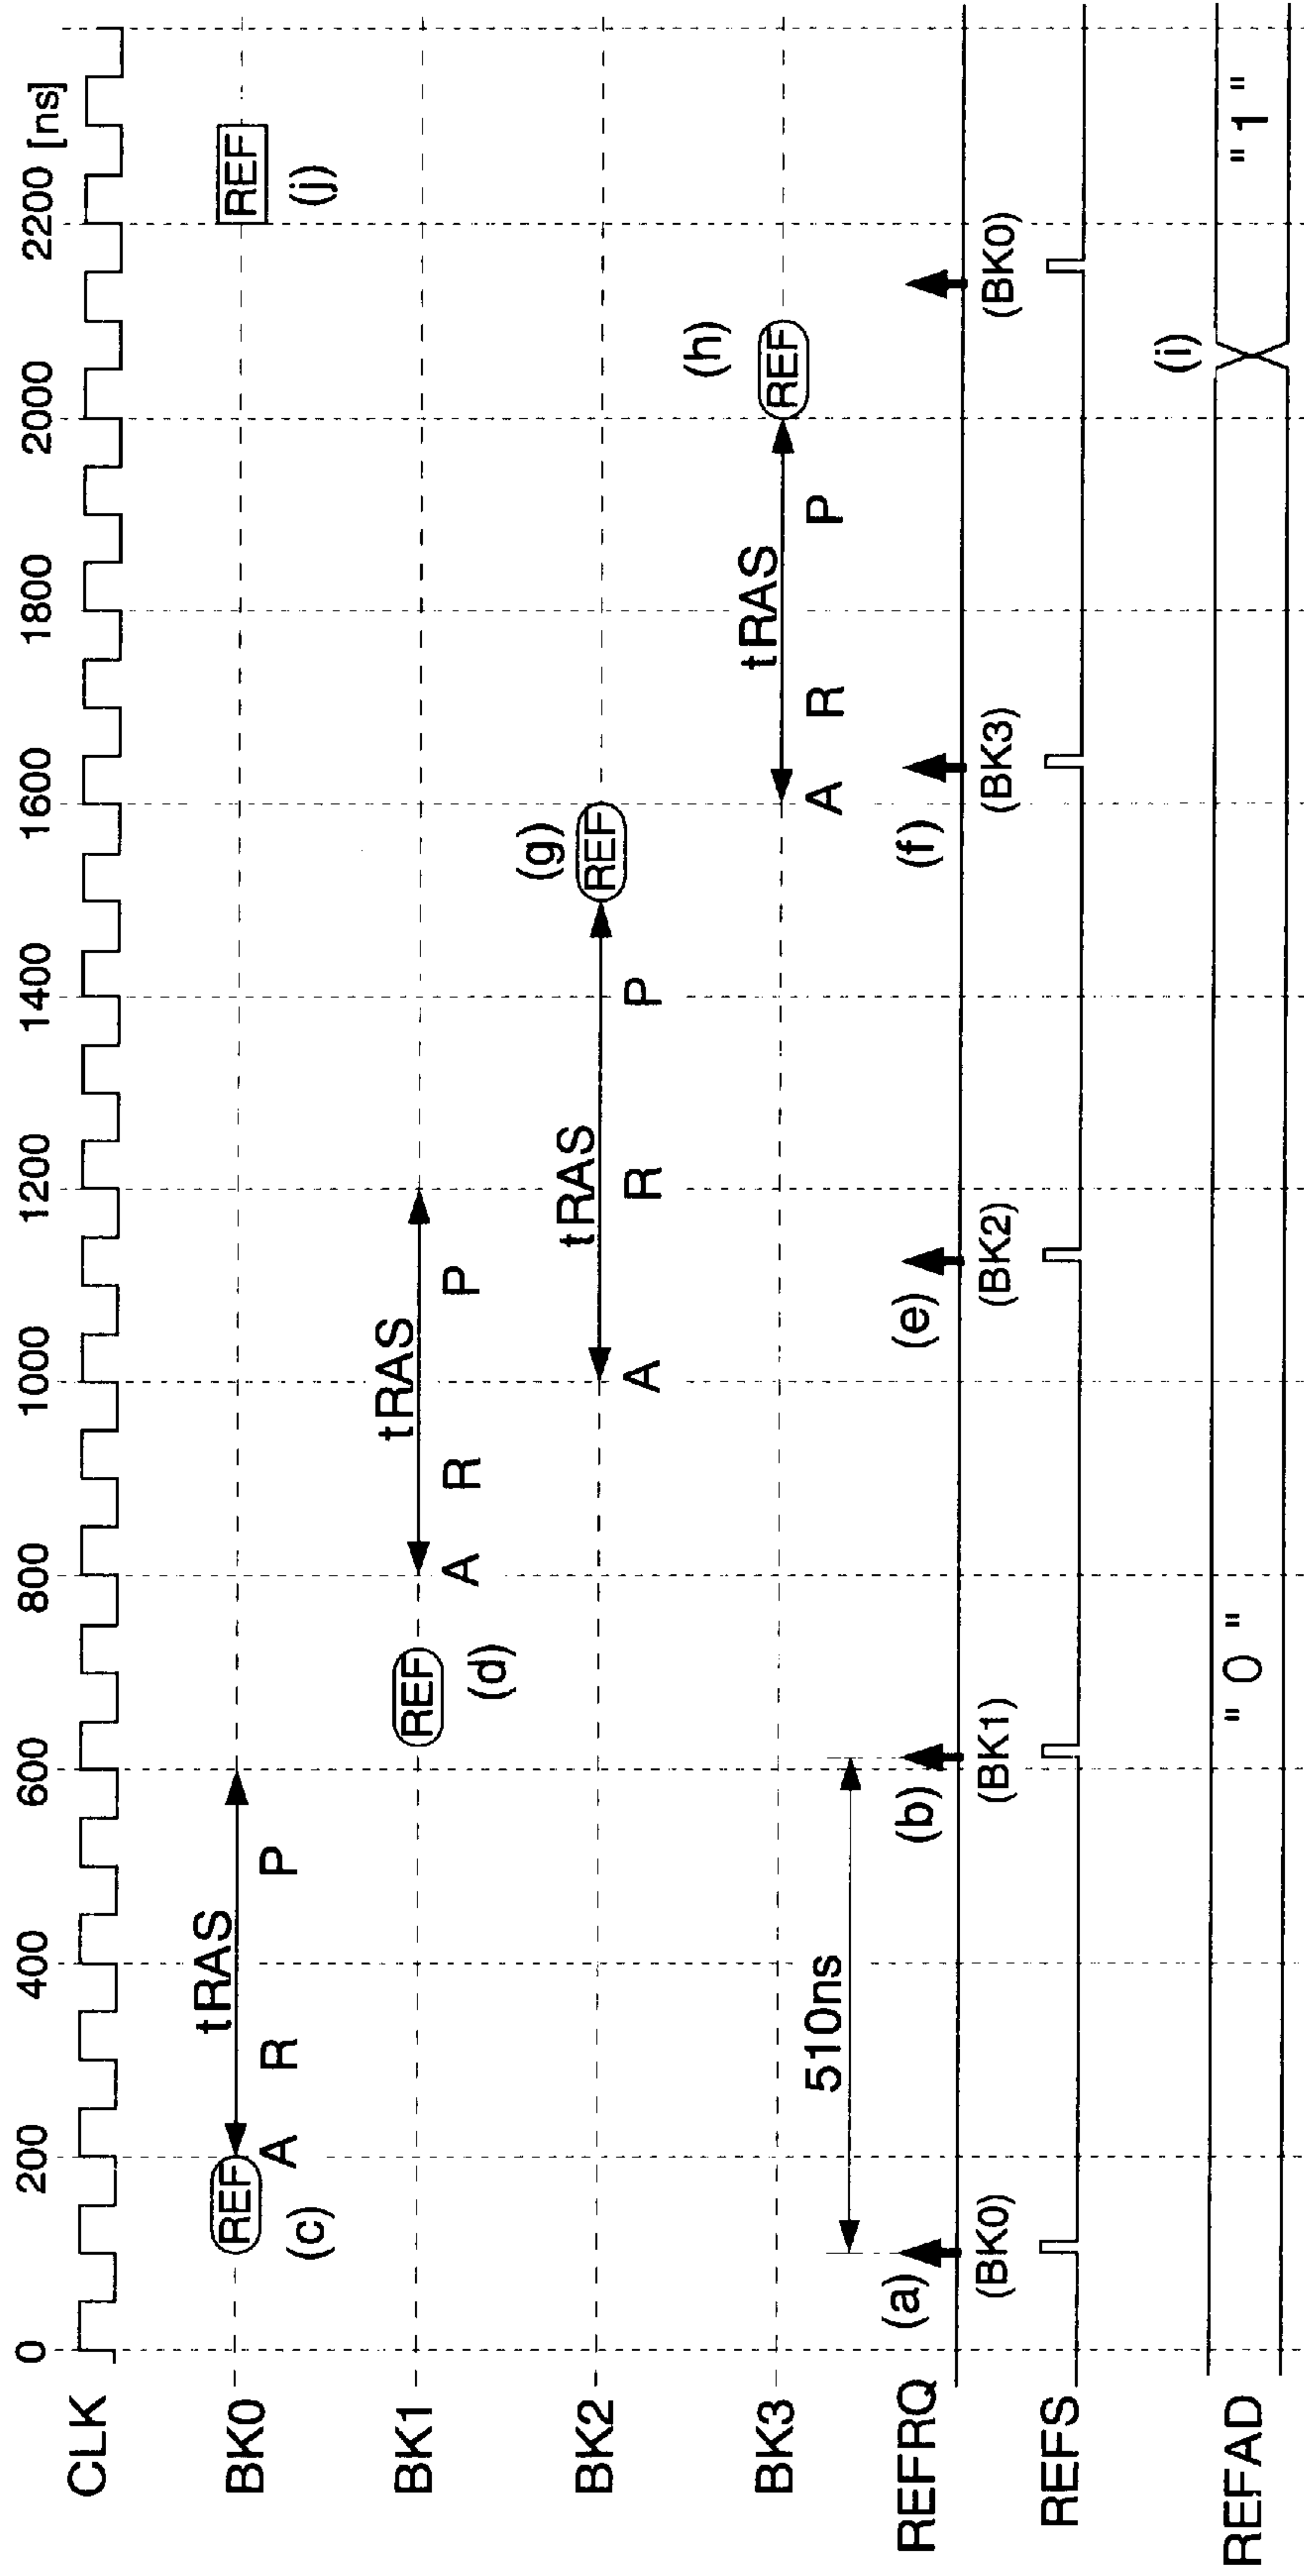 0 200 400 600 800 1000 1200 1400 1600 1800 2000 2200 [ns]
CLK
BK0 REF tRAS REF
A R P
(c) (j)
BK1 REF tRAS
A R P
(d)
(g)
BK2 tRAS REF
A R P
(h)
BK3 tRAS REF
A R P
510ns
(a) (b) (e) (f)
REFRQ
(BK0) (BK1) (BK2) (BK3) (BK0)
REFS
(i)
REFAD " 0 " " 1 "